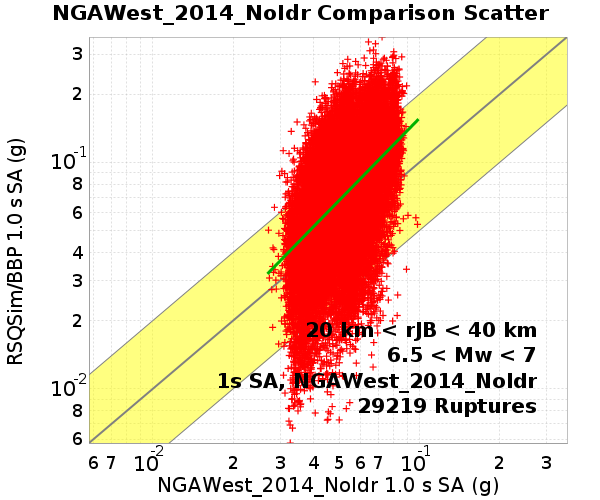 NGAWest_2014_NoIdr Comparison Scatter
RSQSim/BBP 1.0 s SA (g)
3
2
10^-1
8
6
4
3
2
10^-2
8
6
20 km < rJB < 40 km
6.5 < Mw < 7
1s SA, NGAWest_2014_NoIdr
29219 Ruptures
6 7 10^-2 2 3 4 5 6 7 10^-1 2 3
NGAWest_2014_NoIdr 1.0 s SA (g)